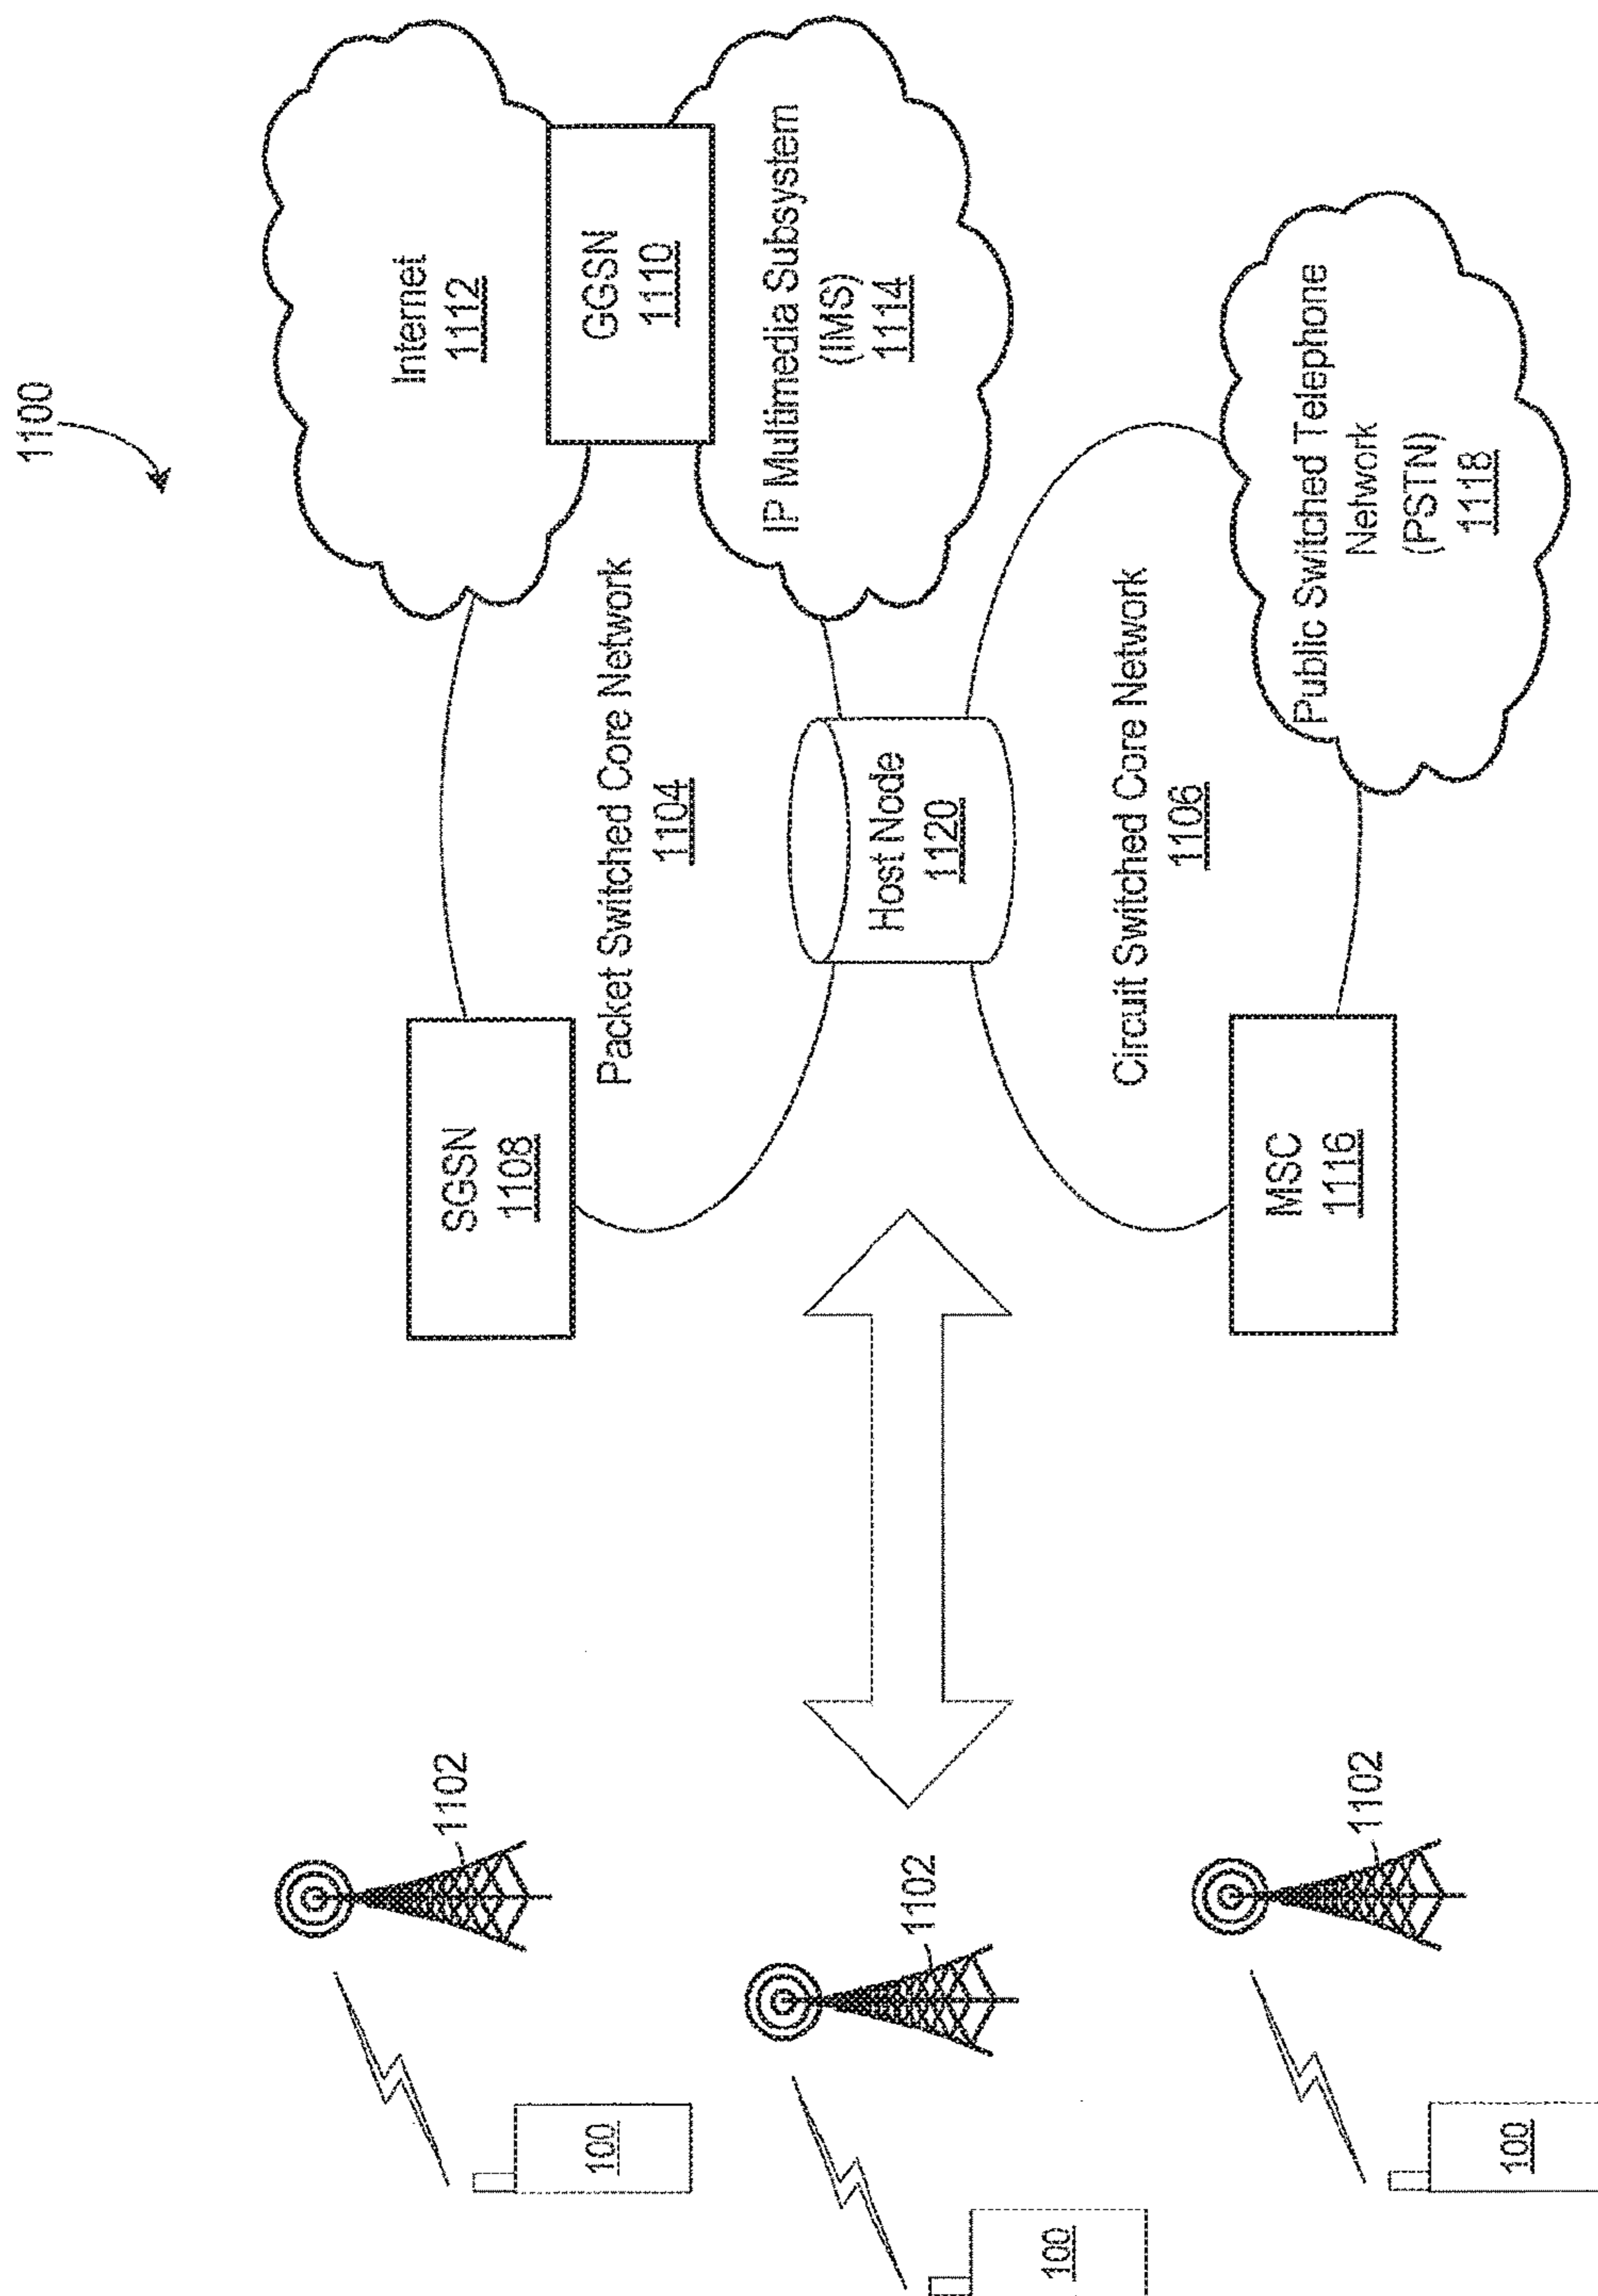 1100
Internet
1112
GGSN
1110
IP Multimedia Subsystem
(IMS)
1114
SGSN
1108
Packet Switched Core Network
1104
Host Node
1120
Circuit Switched Core Network
1106
MSC
1116
Public Switched Telephone
Network
(PSTN)
1118
1102
1102
1102
100
100
100